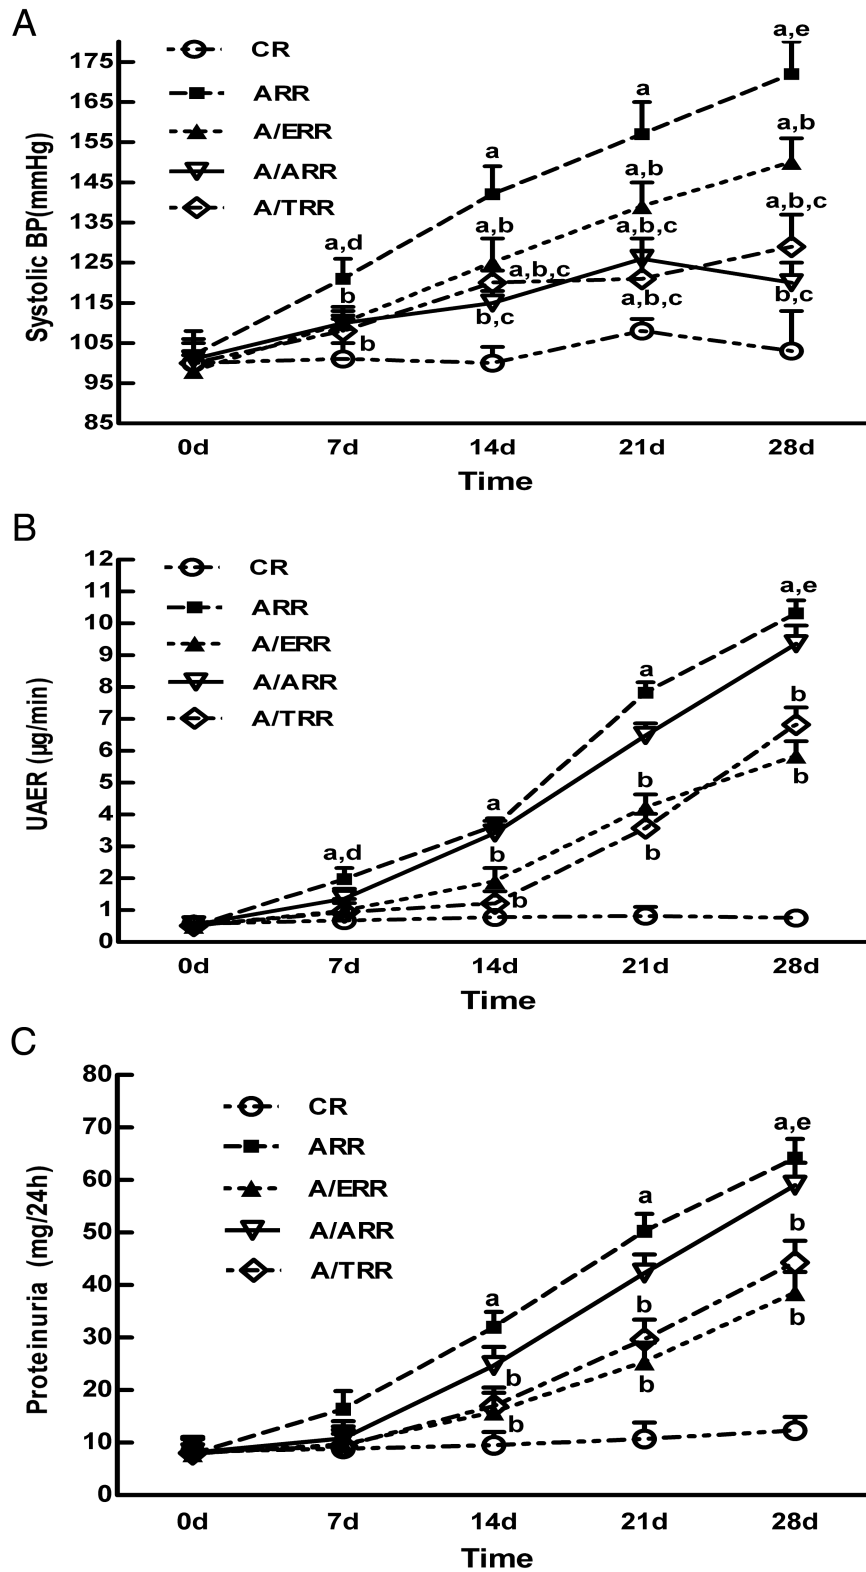 A
Systolic BP(mmHg)
175
165
155
145
135
125
115
105
95
85
CR
ARR
A/ERR
A/ARR
A/TRR
a,e
a
a,b
a
a,b
a,b,c
a,b
a,b,c
a,d
a,b,c
b
a,b,c
b,c
b,c
b
0d 7d 14d 21d 28d
Time
B
UAER (µg/min)
12
11
10
9
8
7
6
5
4
3
2
1
0
CR
ARR
A/ERR
A/ARR
A/TRR
a,e
a
b
b
b
a
a,d
b
b
b
0d 7d 14d 21d 28d
Time
C
Proteinuria (mg/24h)
80
70
60
50
40
30
20
10
0
CR
ARR
A/ERR
A/ARR
A/TRR
a,e
a
b
a
b
b
b
b
b
0d 7d 14d 21d 28d
Time